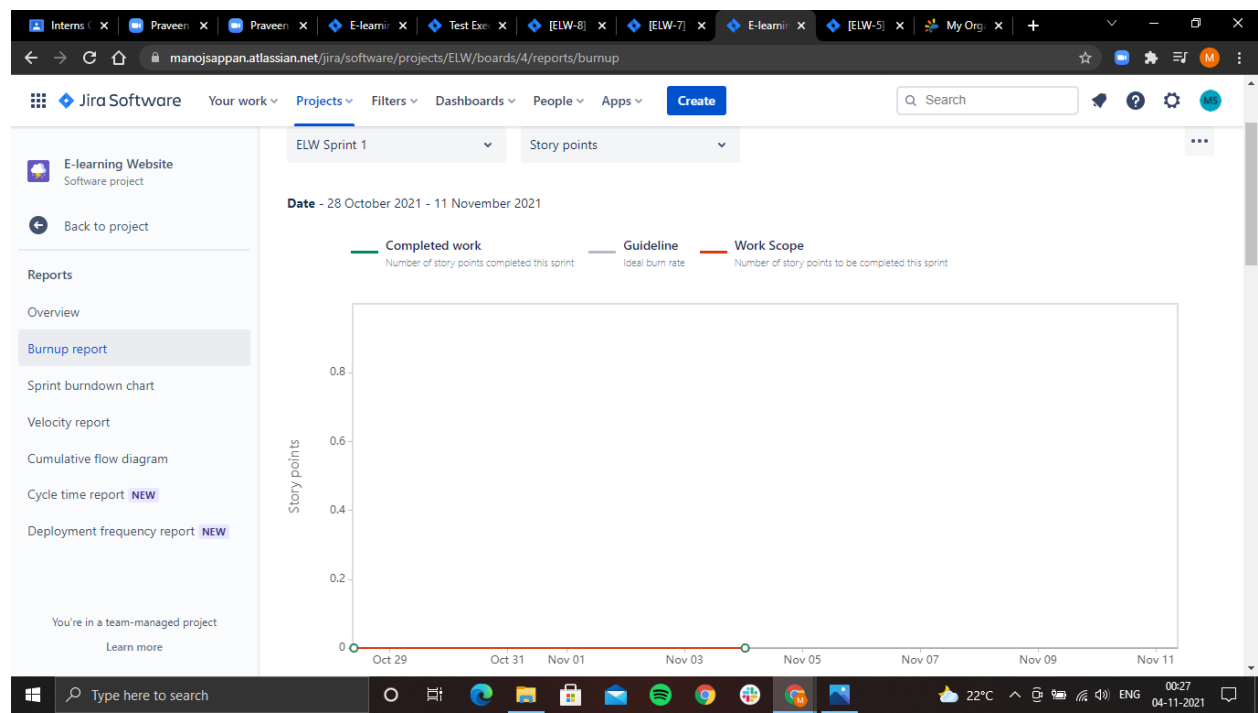 Interns (
Praveen
Praveen
E-learnin
Test Exec
[ELW-8]
[ELW-7]
E-learnin
[ELW-5]
My Org
manojsappan.atlassian.net/jira/software/projects/ELW/boards/4/reports/burnup
M
Jira Software
Your work
Projects
Filters
Dashboards
People
Apps
Create
Search
MS
E-learning Website
Software project
Back to project
Reports
Overview
Burnup report
Sprint burndown chart
Velocity report
Cumulative flow diagram
Cycle time report NEW
Deployment frequency report NEW
You're in a team-managed project
Learn more
ELW Sprint 1
Story points
Date - 28 October 2021 - 11 November 2021
Completed work
Number of story points completed this sprint
Guideline
Ideal burn rate
Work Scope
Number of story points to be completed this sprint
Story points
0.8
0.6
0.4
0.2
0
Oct 29
Oct 31
Nov 01
Nov 03
Nov 05
Nov 07
Nov 09
Nov 11
Type here to search
22°C
ENG
00:27
04-11-2021